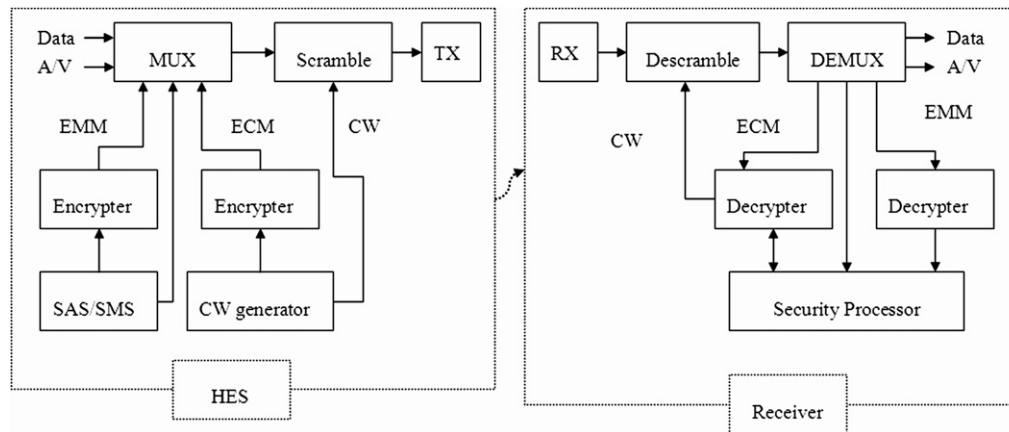 Data
A/V
MUX
Scramble
TX
EMM
ECM
CW
Encrypter
Encrypter
SAS/SMS
CW generator
HES
RX
Descramble
DEMUX
Data
A/V
CW
ECM
EMM
Decrypter
Decrypter
Security Processor
Receiver